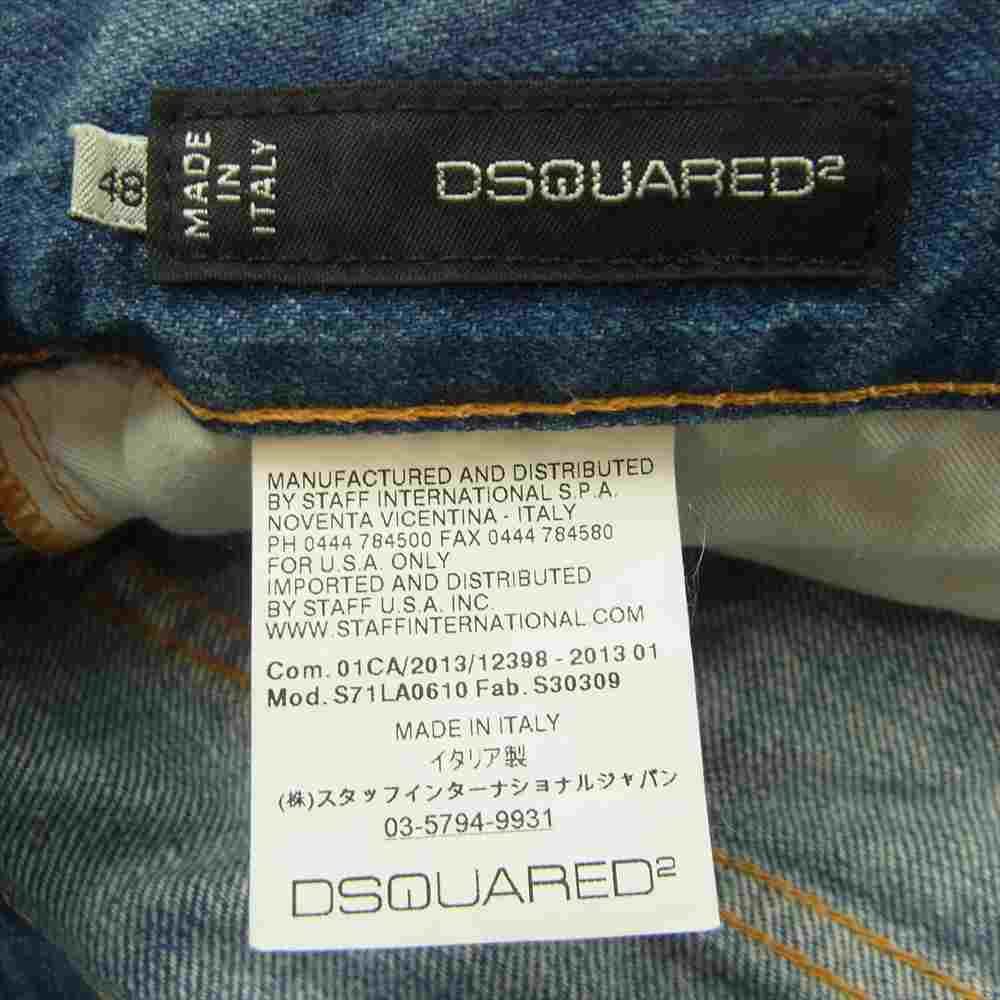 48
MADE
IN
ITALY
DSQUARED2
MANUFACTURED AND DISTRIBUTED
BY STAFF INTERNATIONAL S.P.A.
NOVENTA VICENTINA - ITALY
PH 0444 784500 FAX 0444 784580
FOR U.S.A. ONLY
IMPORTED AND DISTRIBUTED
BY STAFF U.S.A. INC.
WWW.STAFFINTERNATIONAL.COM
Com. 01CA/2013/12398 - 2013 01
Mod. S71LA0610 Fab. S30309
MADE IN ITALY
イタリア製
(株)スタッフインターナショナルジャパン
03-5794-9931
DSQUARED2